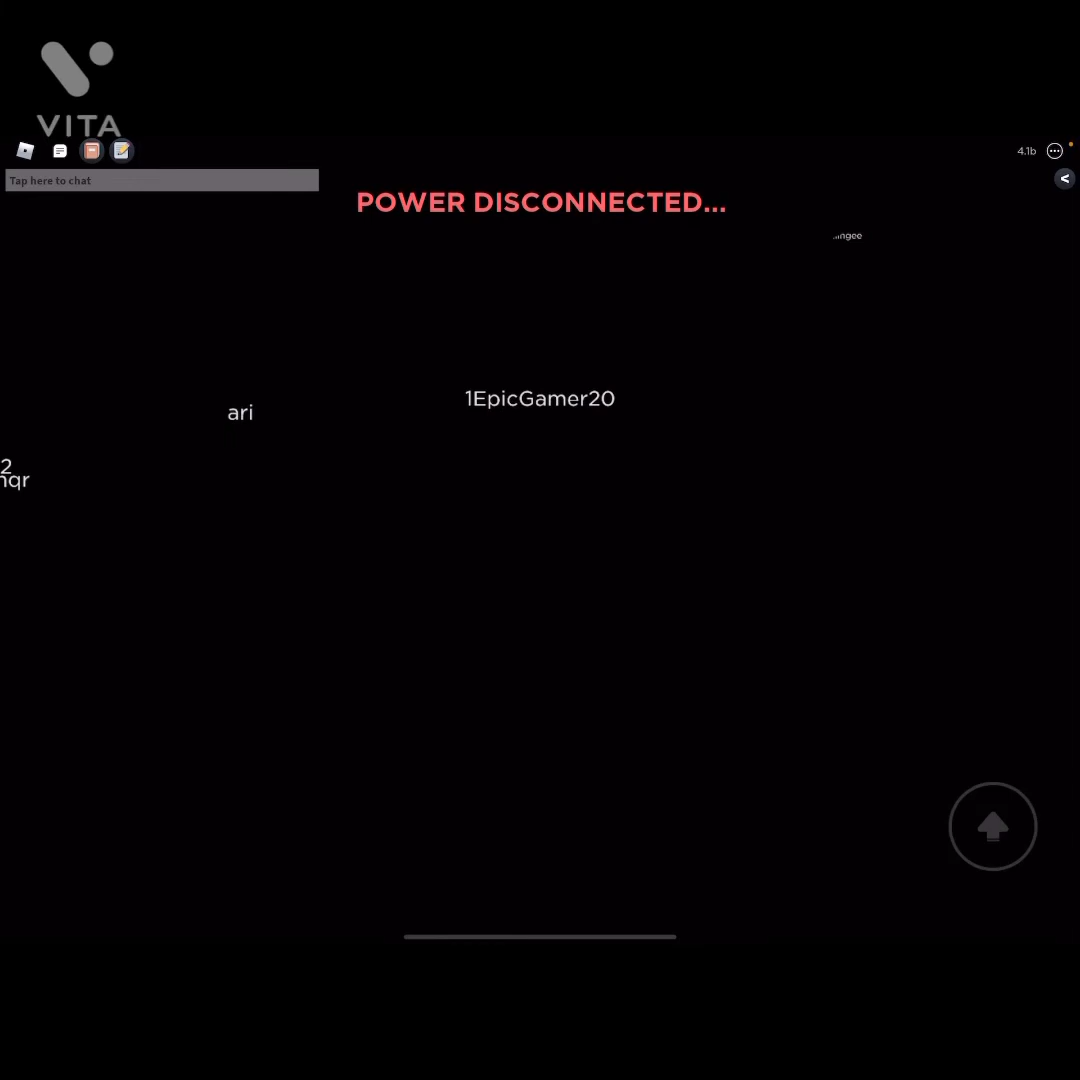 VITA
4.1b
Tap here to chat
POWER DISCONNECTED...
ari
1EpicGamer20
2